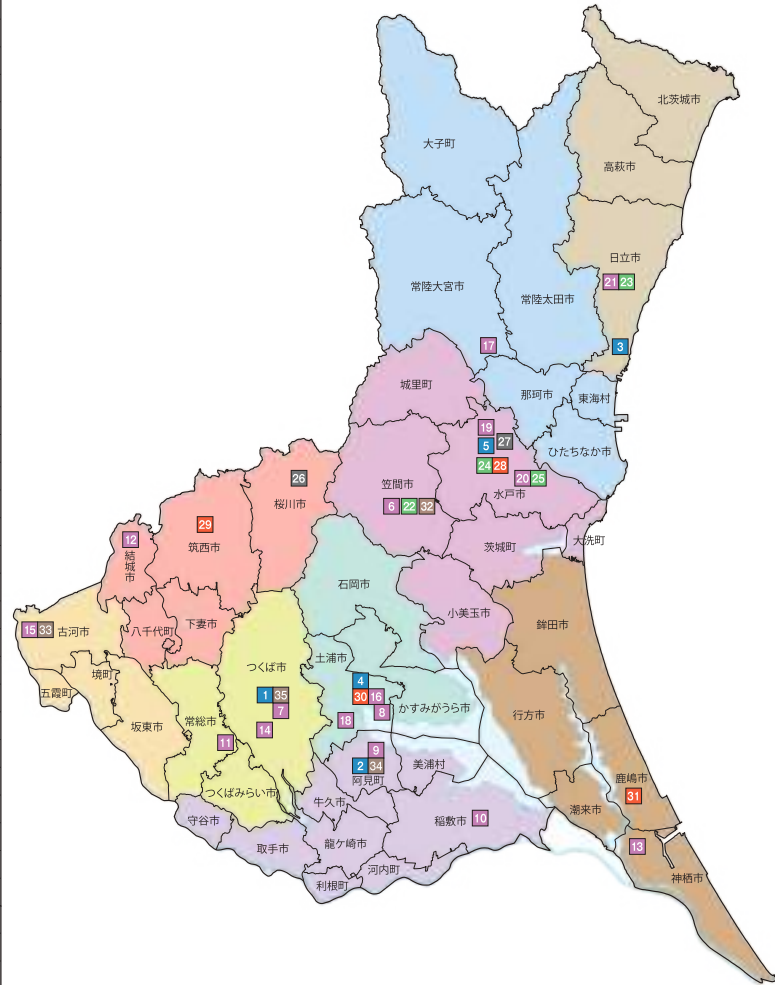 北茨城市
大子町
高萩市
日立市
21 23
常陸大宮市
常陸太田市
17
3
城里町
那珂市
東海村
19
5 27
ひたちなか市
24 28
20 25
水戸市
26
桜川市
笠間市
6 22 32
29
筑西市
12
結城市
茨城町
大洗町
石岡市
小美玉市
鉾田市
15 33
古河市
八千代町
下妻市
つくば市
1 35
7
14
土浦市
4
30 16
8
18
かすみがうら市
境町
五霞町
坂東市
常総市
11
行方市
9
2 34
阿見町
美浦村
つくばみらい市
牛久市
鹿嶋市
31
潮来市
守谷市
取手市
龍ケ崎市
稲敷市
10
13
河内町
利根町
神栖市